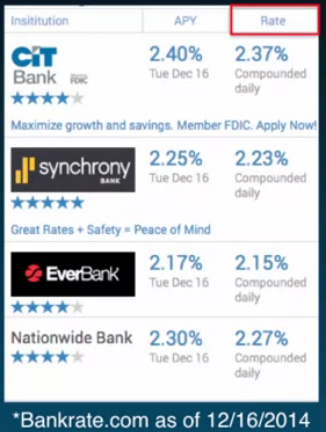 Insititution APY Rate
CiT 2.40% 2.37%
Bank FDIC Tue Dec 16 Compounded
daily
Maximize growth and savings. Member FDIC. Apply Now!
synchrony 2.25% 2.23%
BANK Tue Dec 16 Compounded
daily
Great Rates + Safety = Peace of Mind
EverBank 2.17% 2.15%
Tue Dec 16 Compounded
daily
Nationwide Bank 2.30% 2.27%
Tue Dec 16 Compounded
daily
*Bankrate.com as of 12/16/2014